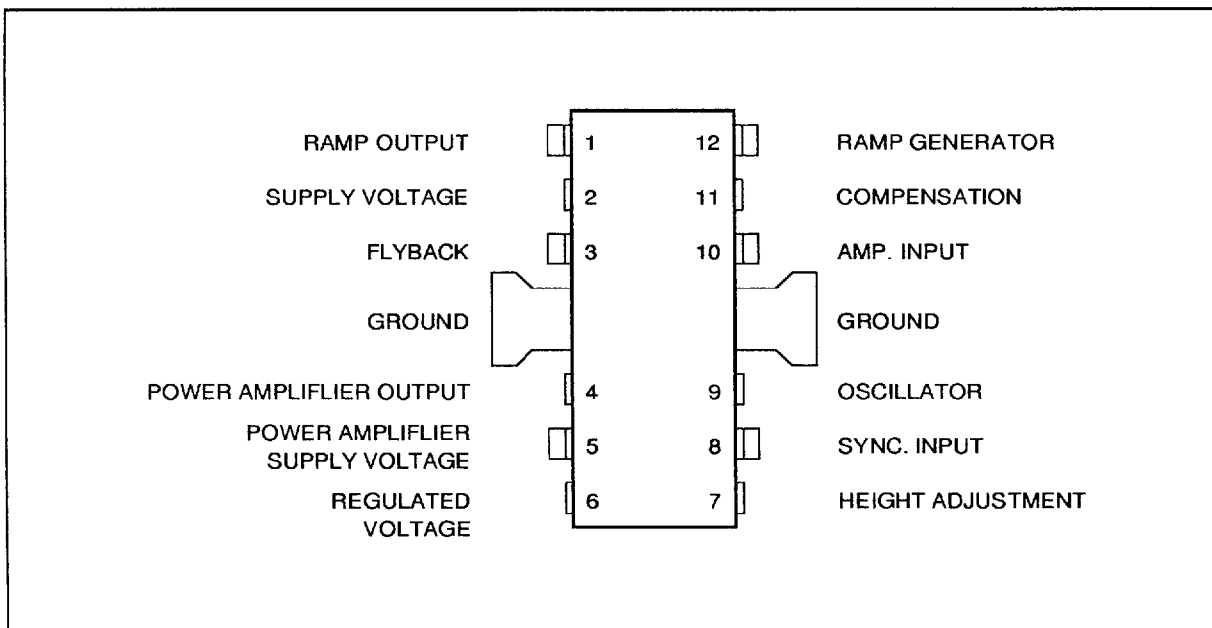 RAMP OUTPUT 1 12 RAMP GENERATOR
SUPPLY VOLTAGE 2 11 COMPENSATION
FLYBACK 3 10 AMP. INPUT
GROUND GROUND
POWER AMPLIFLIER OUTPUT 4 9 OSCILLATOR
POWER AMPLIFLIER
SUPPLY VOLTAGE 5 8 SYNC. INPUT
REGULATED
VOLTAGE 6 7 HEIGHT ADJUSTMENT